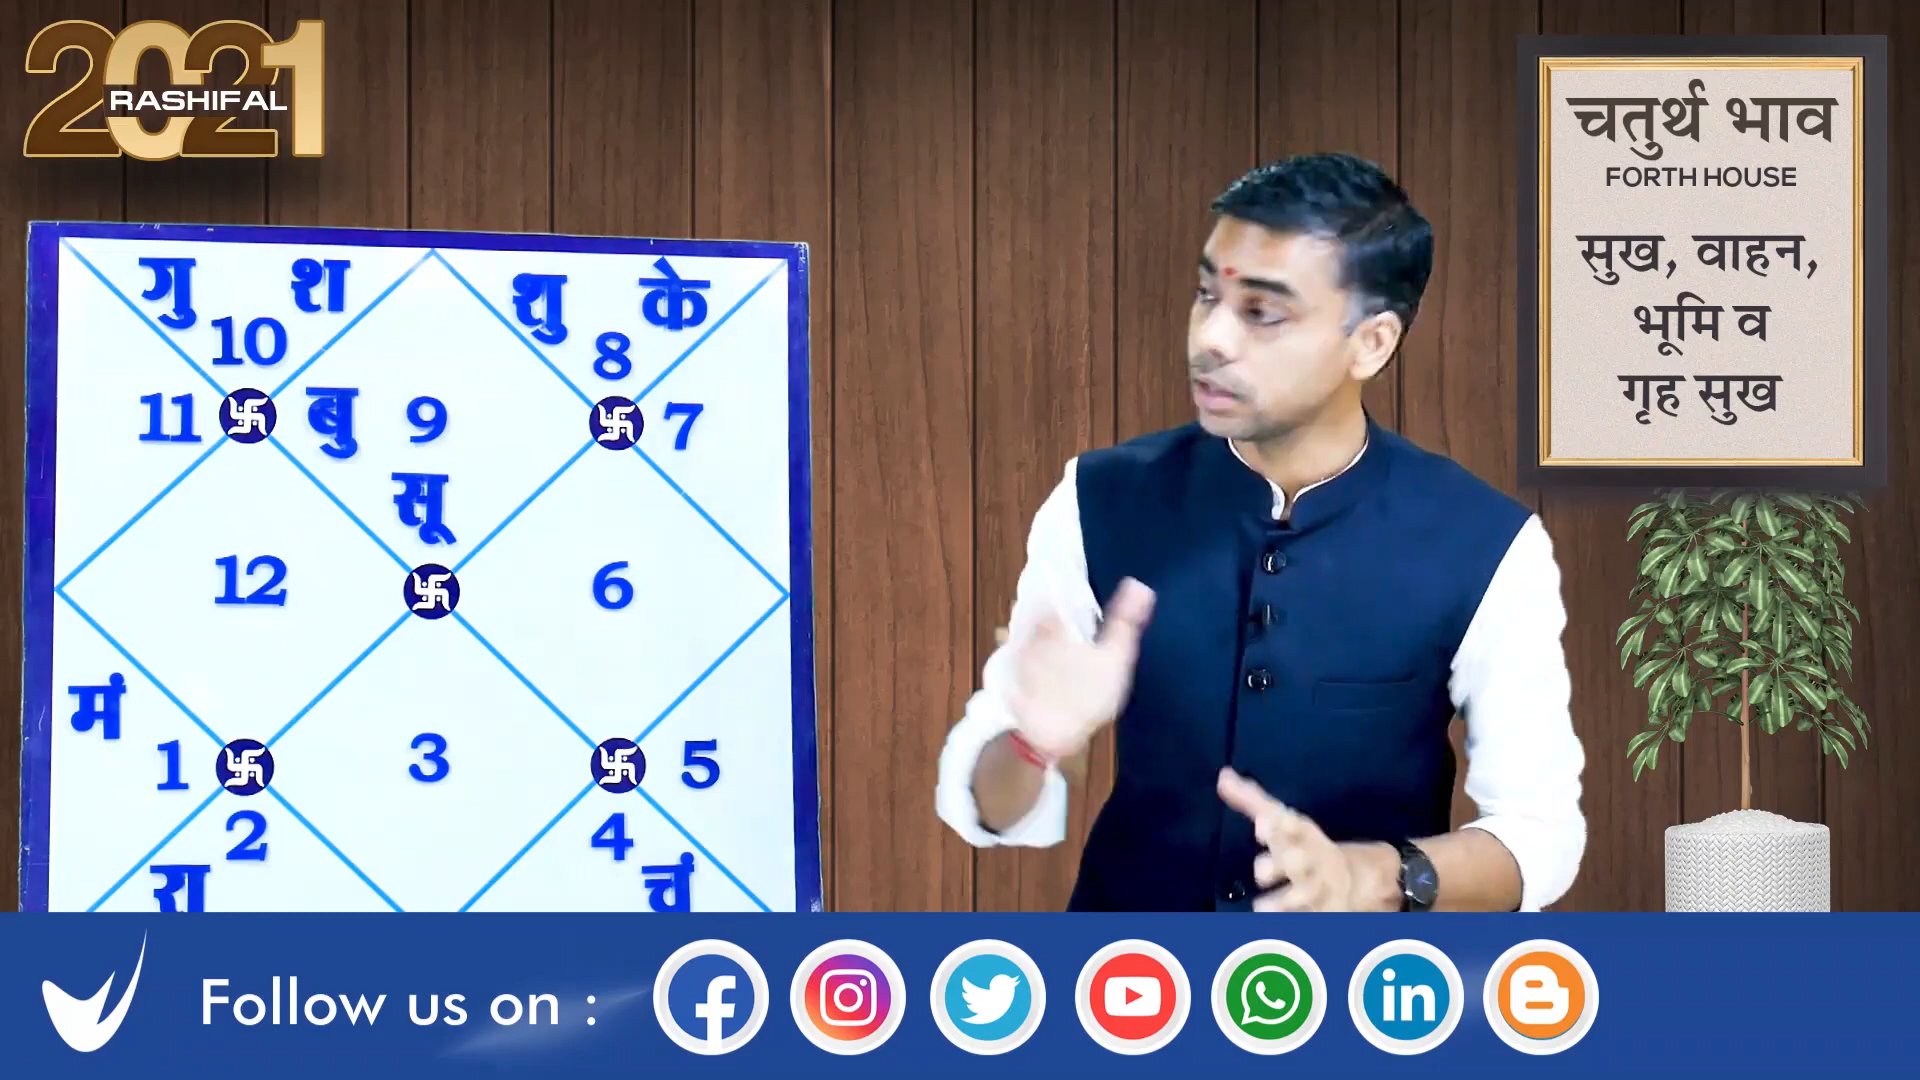 2021
RASHIFAL
चतुर्थ भाव
FORTH HOUSE
सुख, वाहन,
भूमि व
गृह सुख
गु श शु के
10 8
11 बु 9 7
सू
12 6
मं
1 3 5
2 4
रा चं
Follow us on :